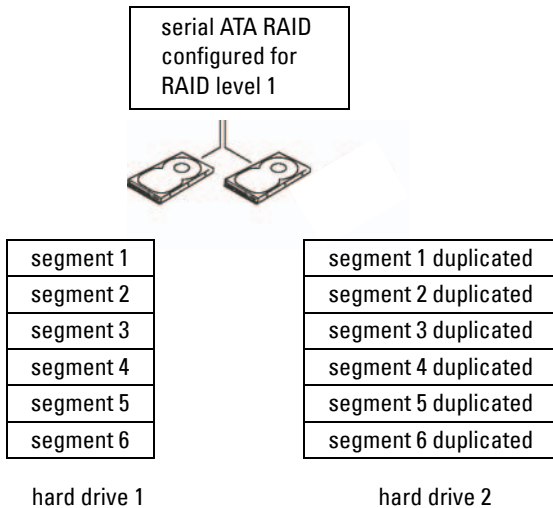 serial ATA RAID
configured for
RAID level 1
segment 1
segment 1 duplicated
segment 2
segment 2 duplicated
segment 3
segment 3 duplicated
segment 4
segment 4 duplicated
segment 5
segment 5 duplicated
segment 6
segment 6 duplicated
hard drive 1
hard drive 2